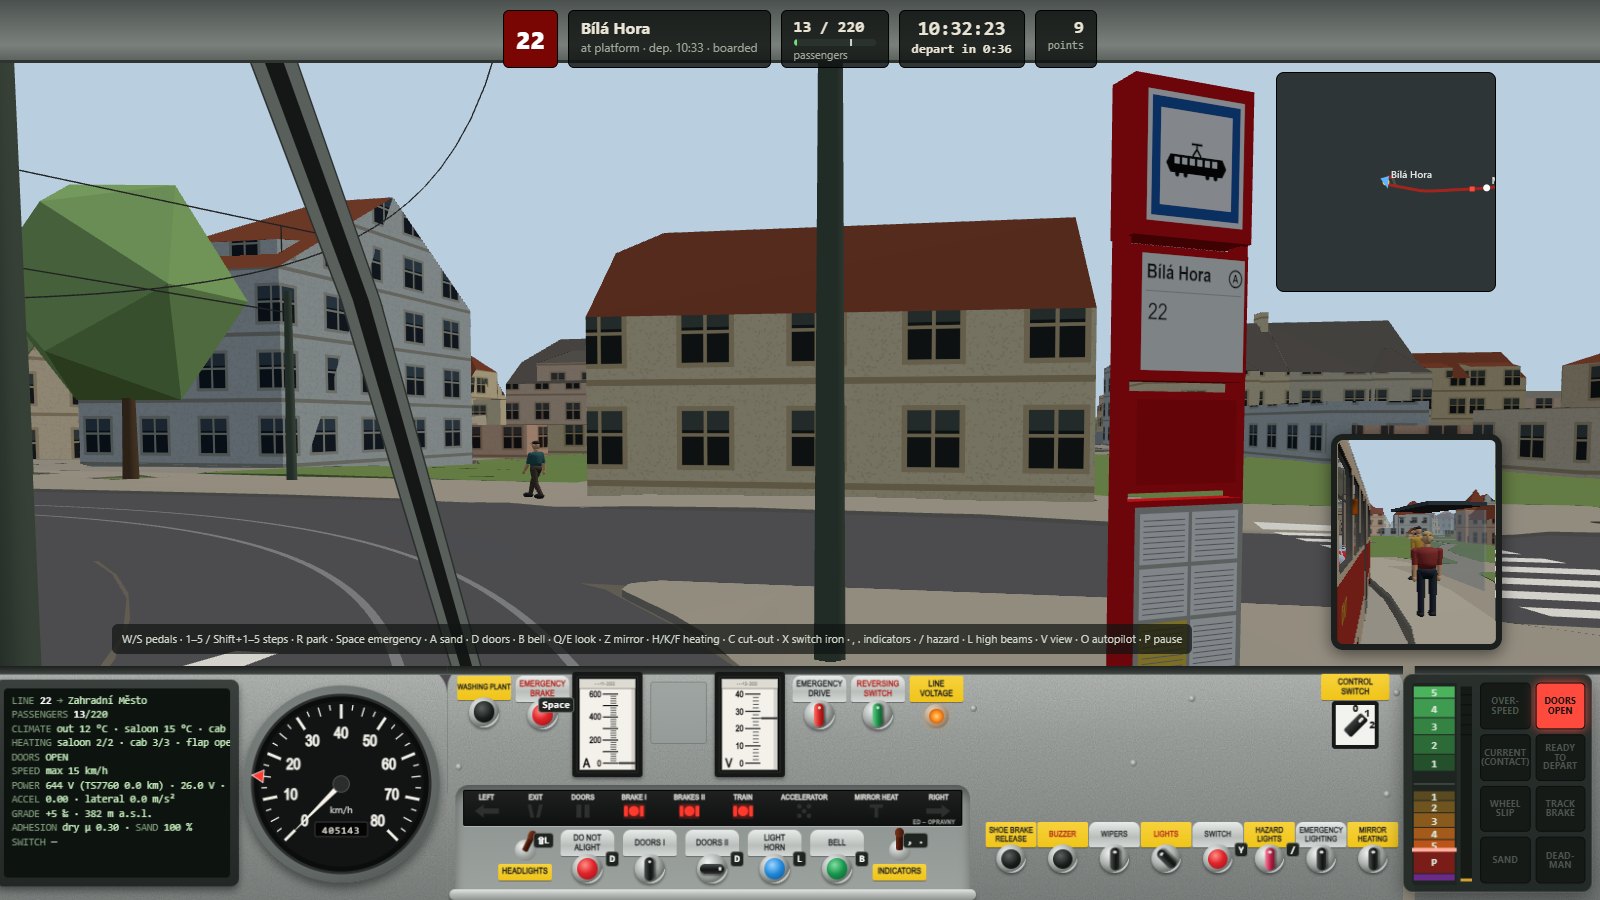 22
Bílá Hora
at platform · dep. 10:33 · boarded
13 / 220
passengers
10:32:23
depart in 0:36
9
points
Bílá Hora
Bílá Hora A
22
W/S pedals · 1–5 / Shift+1–5 steps · R park · Space emergency · A sand · D doors · B bell · Q/E look · Z mirror · H/K/F heating · C cut-out · X switch iron · , . indicators · / hazard · L high beams · V view · O autopilot · P pause
LINE 22 → Zahradní Město
PASSENGERS 13/220
CLIMATE out 12 °C · saloon 15 °C · cab
HEATING saloon 2/2 · cab 3/3 · flap ope
DOORS OPEN
SPEED max 15 km/h
POWER 644 V (TS7760 0.0 km) · 26.0 V ·
ACCEL 0.00 · lateral 0.0 m/s²
GRADE +5 ‰ · 382 m a.s.l.
ADHESION dry μ 0.30 · SAND 100 %
SWITCH —
0 10 20 30 40 50 60 70 80
km/h
405143
WASHING PLANT
EMERGENCY BRAKE
Space
600
400
200
0
A
40
30
20
10
0
V
EMERGENCY DRIVE
REVERSING SWITCH
LINE VOLTAGE
CONTROL SWITCH
0 1 2
LEFT EXIT DOORS BRAKE I BRAKES II TRAIN ACCELERATOR MIRROR HEAT RIGHT
ED – OPRAVNY
HEADLIGHTS
DO NOT ALIGHT
D
DOORS I
DOORS II
D
LIGHT HORN
L
BELL
B
, .
INDICATORS
SHOE BRAKE RELEASE
BUZZER
WIPERS
LIGHTS
SWITCH
Y
HAZARD LIGHTS
/
EMERGENCY LIGHTING
MIRROR HEATING
5
4
3
2
1
1
2
3
4
5
P
OVER-SPEED
DOORS OPEN
CURRENT (CONTACT)
READY TO DEPART
WHEEL SLIP
TRACK BRAKE
SAND
DEAD-MAN